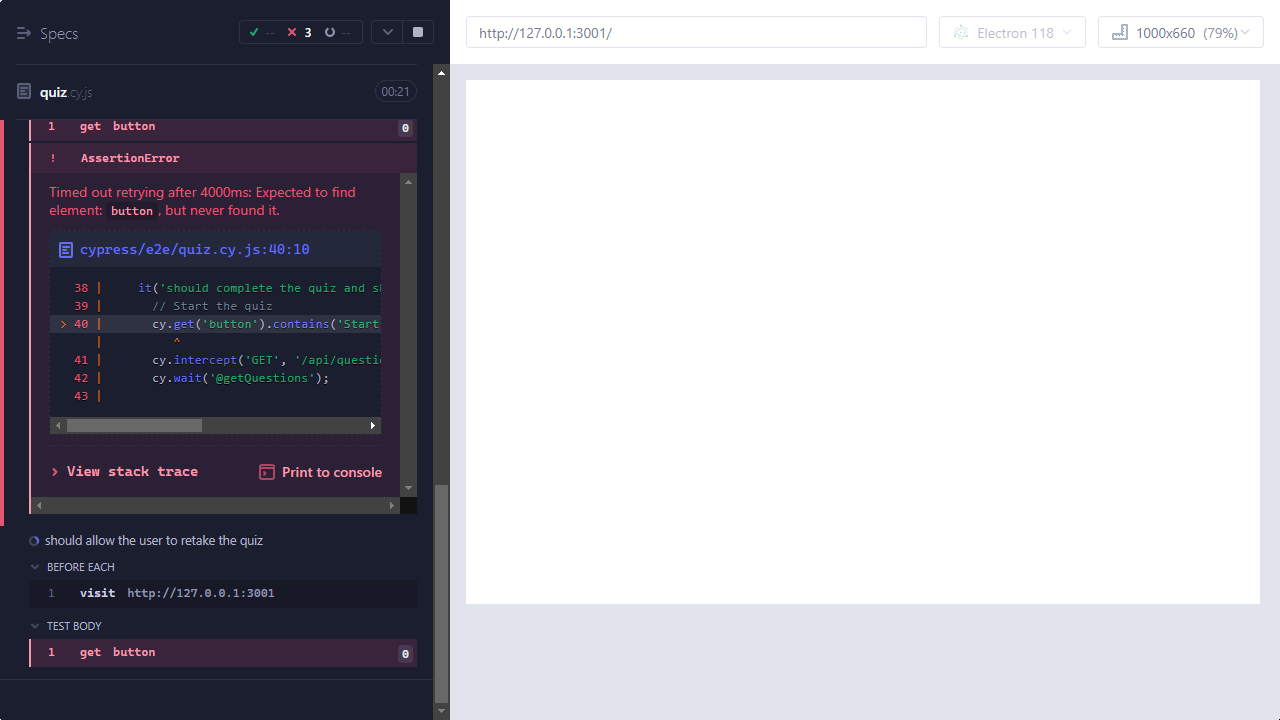 Specs
-- 3 --
quiz.cy.js 00:21
1 get button 0
! AssertionError
Timed out retrying after 4000ms: Expected to find
element: button, but never found it.
cypress/e2e/quiz.cy.js:40:10
38 | it('should complete the quiz and sh
39 | // Start the quiz
> 40 | cy.get('button').contains('Start
| ^
41 | cy.intercept('GET', '/api/questio
42 | cy.wait('@getQuestions');
43 |
> View stack trace Print to console
should allow the user to retake the quiz
BEFORE EACH
1 visit http://127.0.0.1:3001
TEST BODY
1 get button 0
http://127.0.0.1:3001/
Electron 118
1000x660 (79%)